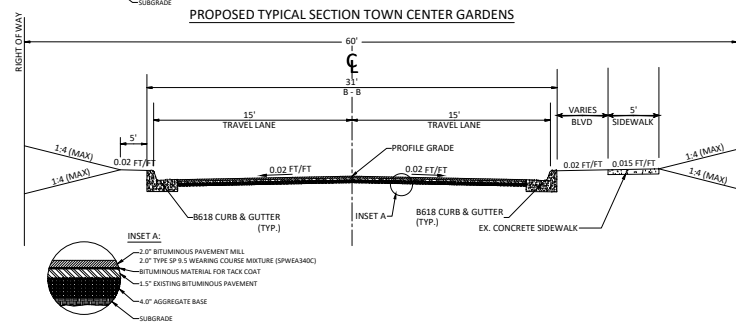 SUBGRADE
PROPOSED TYPICAL SECTION TOWN CENTER GARDENS
RIGHT OF WAY
60'
CL
31'
B - B
15'
TRAVEL LANE
15'
TRAVEL LANE
VARIES
BLVD
5'
SIDEWALK
5'
PROFILE GRADE
1:4 (MAX)
0.02 FT/FT
0.02 FT/FT
0.02 FT/FT
0.02 FT/FT
0.015 FT/FT
1:4 (MAX)
1:4 (MAX)
1:4 (MAX)
B618 CURB & GUTTER
(TYP.)
INSET A
B618 CURB & GUTTER
(TYP.)
EX. CONCRETE SIDEWALK
INSET A:
2.0" BITUMINOUS PAVEMENT MILL
2.0" TYPE SP 9.5 WEARING COURSE MIXTURE (SPWEA340C)
BITUMINOUS MATERIAL FOR TACK COAT
1.5" EXISTING BITUMINOUS PAVEMENT
4.0" AGGREGATE BASE
SUBGRADE